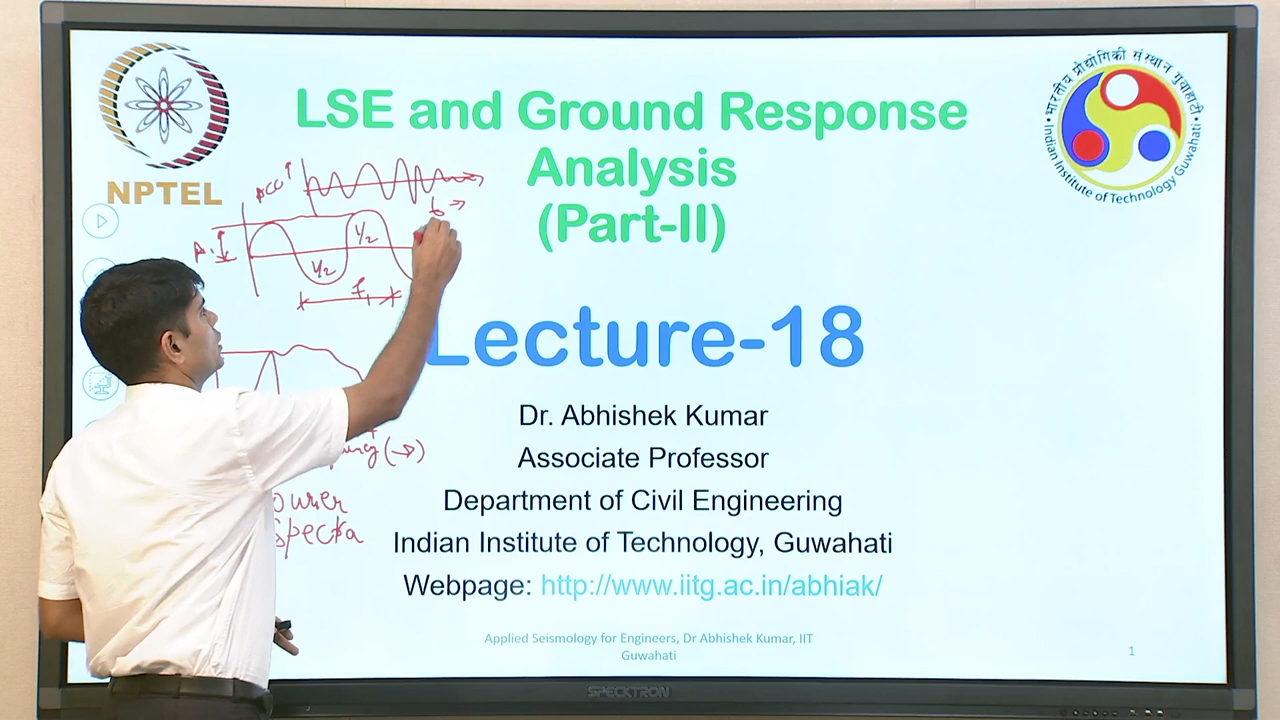 NPTEL
भारतीय प्रौद्योगिकी संस्थान गुवाहाटी
Indian Institute of Technology Guwahati
LSE and Ground Response
Analysis
(Part-II)
Acc
t
A
1/2
1/2
f1
Lecture-18
Dr. Abhishek Kumar
Associate Professor
Department of Civil Engineering
Indian Institute of Technology, Guwahati
Webpage: http://www.iitg.ac.in/abhiak/
ourier
spectra
Applied Seismology for Engineers, Dr Abhishek Kumar, IIT
Guwahati
1
SPECKTRON